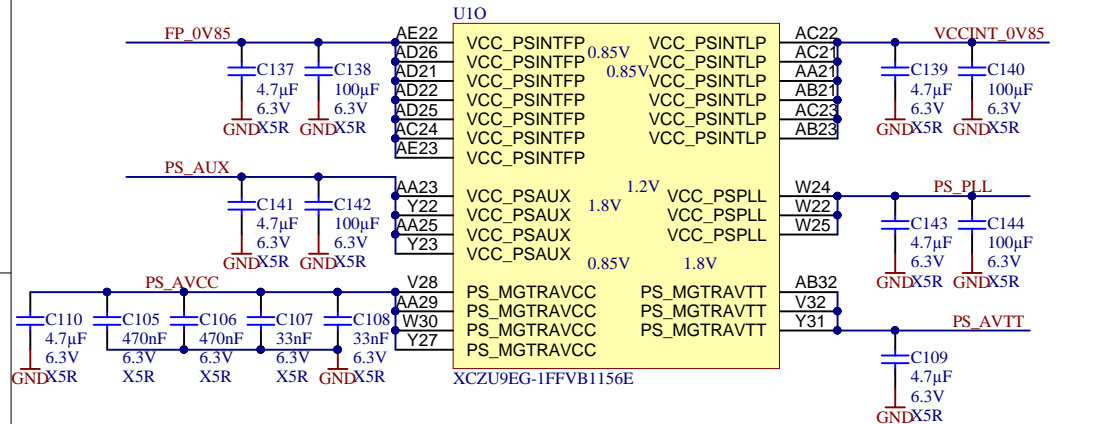 U1O
FP_0V85
AE22
VCC_PSINTFP
0.85V
VCC_PSINTLP
AC22
VCCINT_0V85
AD26
VCC_PSINTFP
0.85V
VCC_PSINTLP
AC21
C137
C138
AD21
VCC_PSINTFP
VCC_PSINTLP
AA21
C139
C140
4.7µF
100µF
AD22
VCC_PSINTFP
VCC_PSINTLP
AB21
4.7µF
100µF
6.3V
6.3V
AD25
VCC_PSINTFP
VCC_PSINTLP
AC23
6.3V
6.3V
GND
X5R
GND
X5R
AC24
VCC_PSINTFP
VCC_PSINTLP
AB23
GND
X5R
GND
X5R
AE23
VCC_PSINTFP
PS_AUX
AA23
VCC_PSAUX
1.2V
1.8V
VCC_PSPLL
W24
PS_PLL
C141
C142
Y22
VCC_PSAUX
VCC_PSPLL
W22
C143
C144
4.7µF
100µF
AA25
VCC_PSAUX
VCC_PSPLL
W25
4.7µF
100µF
6.3V
6.3V
Y23
VCC_PSAUX
6.3V
6.3V
GND
X5R
GND
X5R
0.85V
1.8V
GND
X5R
GND
X5R
PS_AVCC
V28
PS_MGTRAVCC
PS_MGTRAVTT
AB32
AA29
PS_MGTRAVCC
PS_MGTRAVTT
V32
C110
C105
C106
C107
C108
W30
PS_MGTRAVCC
PS_MGTRAVTT
Y31
PS_AVTT
4.7µF
470nF
470nF
33nF
33nF
Y27
PS_MGTRAVCC
6.3V
6.3V
6.3V
6.3V
6.3V
GND
X5R
X5R
X5R
X5R
GND
X5R
XCZU9EG-1FFVB1156E
C109
4.7µF
6.3V
GND
X5R